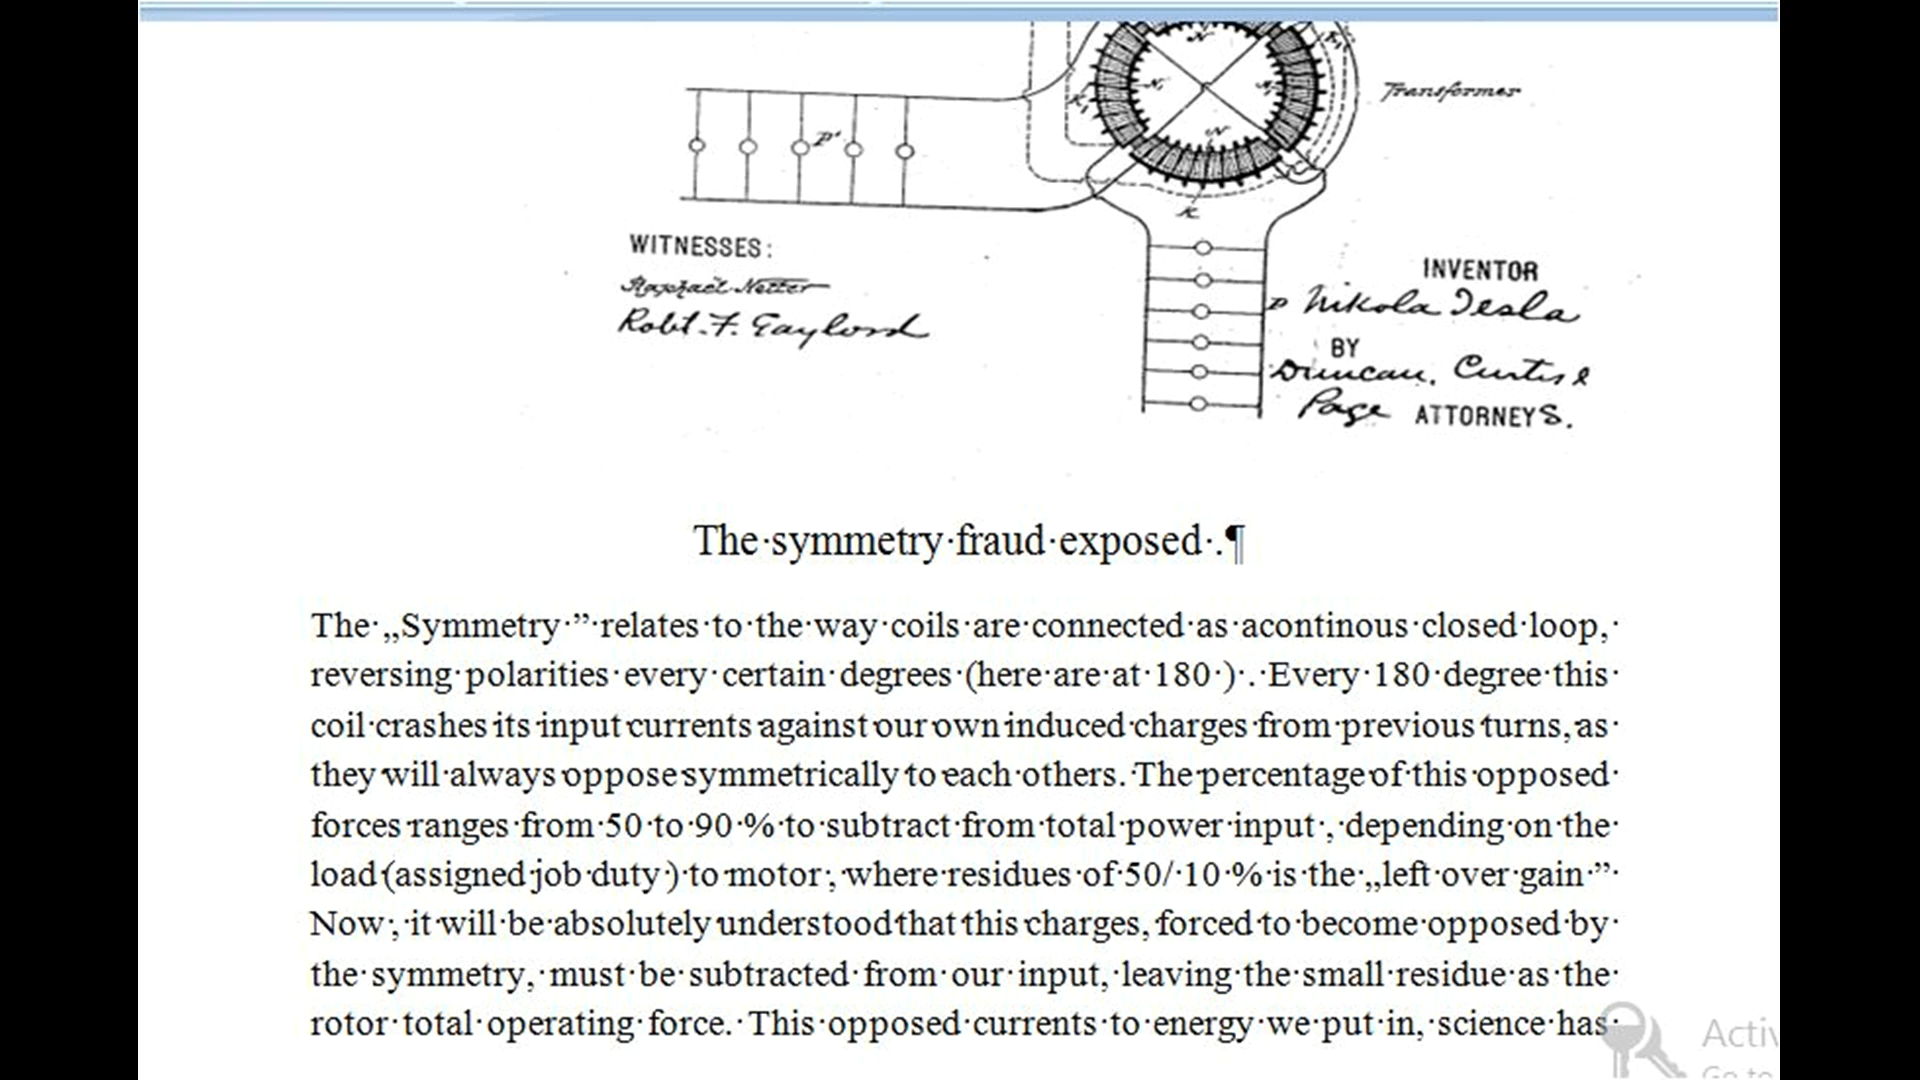 N
K,
N,
N,
Transformer
K,
P'
N
K
WITNESSES:
Raphaël Netter
Robt. F. Gaylord
INVENTOR
P
Nikola Tesla
BY
Duncan, Curtis &
Page ATTORNEYS.
The·symmetry·fraud·exposed·.¶
The·„Symmetry·”·relates·to·the·way·coils·are·connected·as·acontinous·closed·loop,·
reversing·polarities·every·certain·degrees·(here·are·at·180·)·.·Every·180·degree·this·
coil·crashes·its·input·currents·against·our·own·induced·charges·from·previous·turns,·as·
they·will·always·oppose·symmetrically·to·each·others.·The·percentage·of·this·opposed·
forces·ranges·from·50·to·90·%·to·subtract·from·total·power·input·,·depending·on·the·
load·(assigned·job·duty·)·to·motor·,·where·residues·of·50/·10·%·is·the·„left·over·gain·”·
Now·,·it·will·be·absolutely·understood·that·this·charges,·forced·to·become·opposed·by·
the·symmetry,·must·be·subtracted·from·our·input,·leaving·the·small·residue·as·the·
rotor·total·operating·force.·This·opposed·currents·to·energy·we·put·in,·science·has·
Activ
Go to